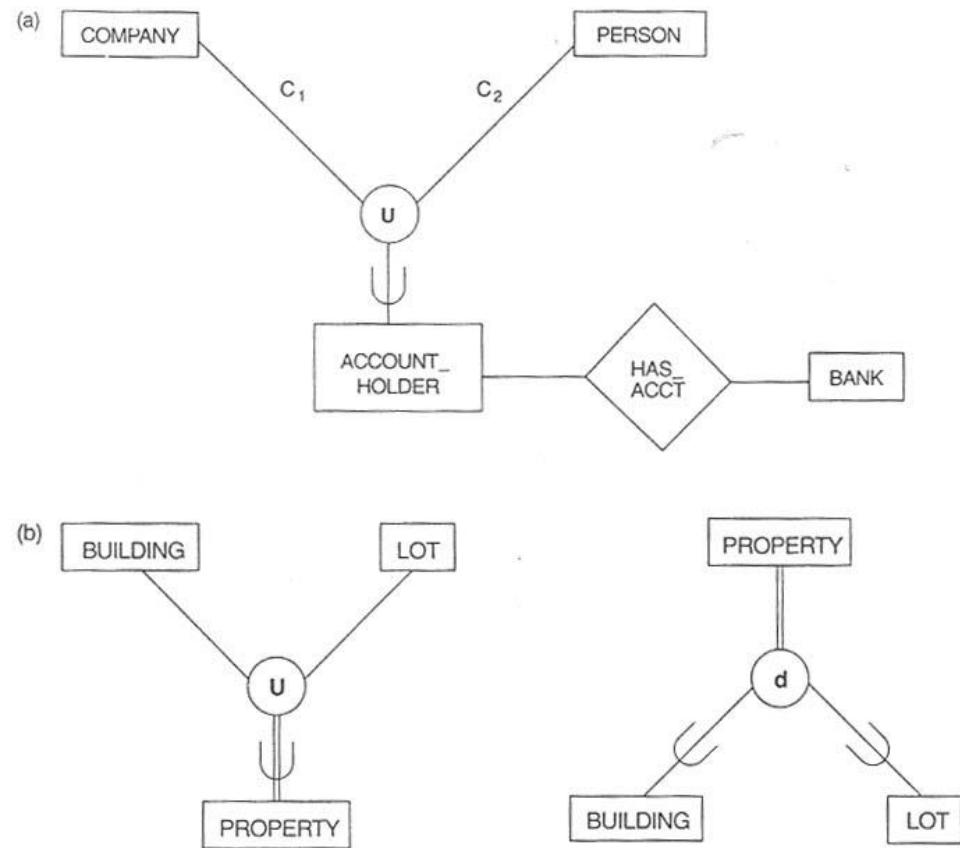 (a)
COMPANY
PERSON
C1
C2
U
ACCOUNT_
HOLDER
HAS_
ACCT
BANK
(b)
BUILDING
LOT
PROPERTY
U
d
PROPERTY
BUILDING
LOT